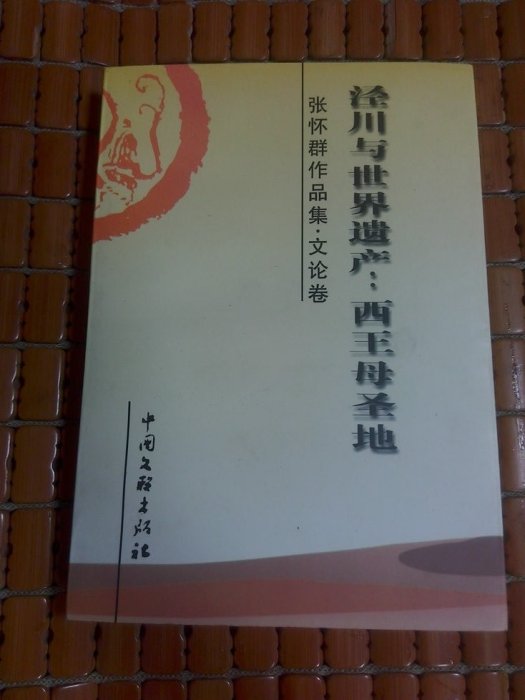 泾川与世界遗产：西王母圣地
张怀群作品集·文论卷
中国文联出版社